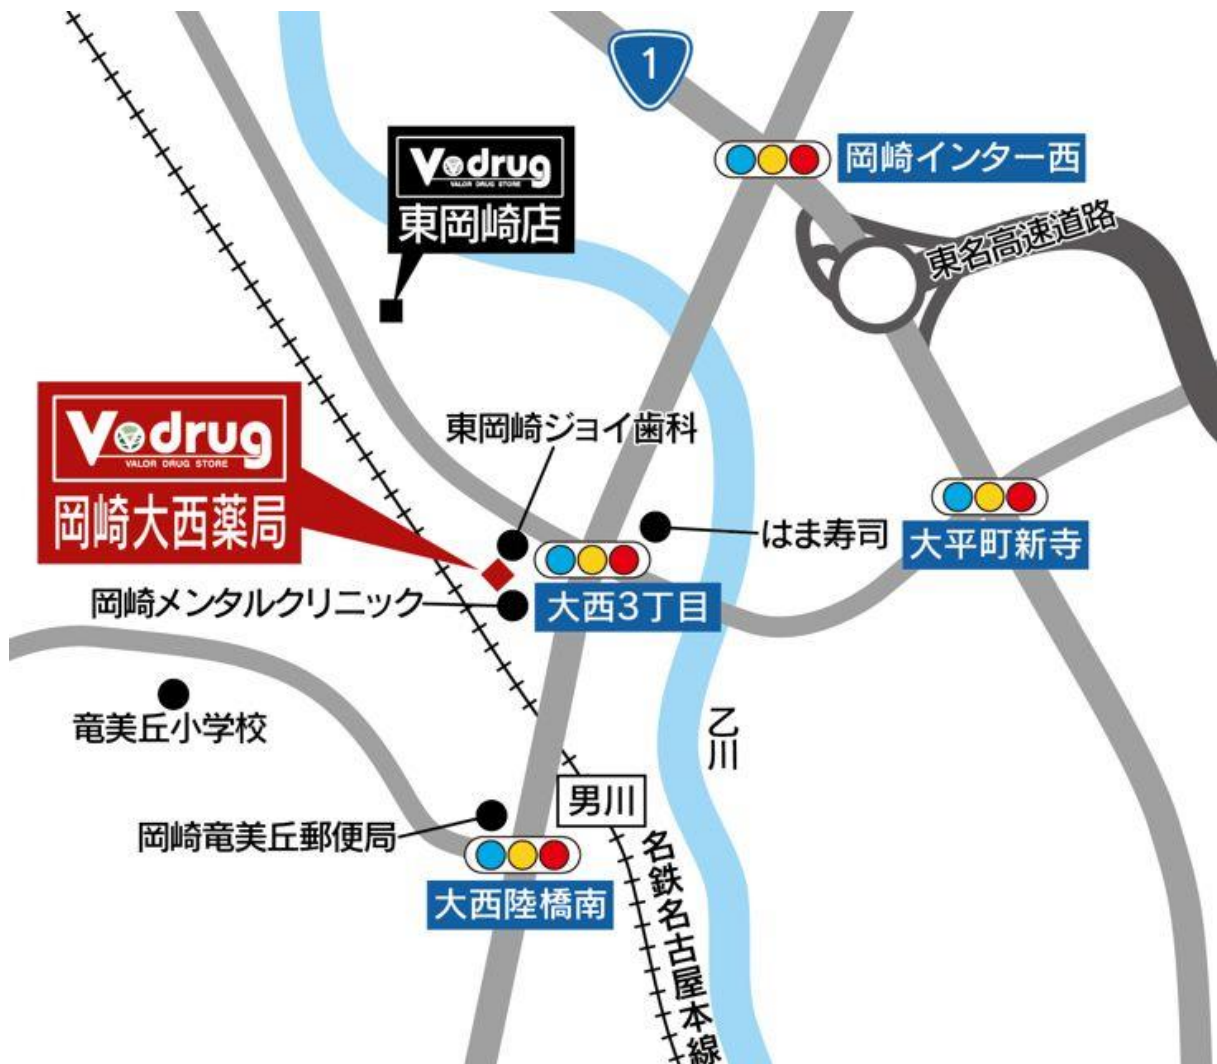 1
岡崎インター西
V drug
VALOR DRUG STORE
東岡崎店
東名高速道路
V drug
VALOR DRUG STORE
岡崎大西薬局
東岡崎ジョイ歯科
はま寿司
大平町新寺
岡崎メンタルクリニック
大西3丁目
竜美丘小学校
乙川
男川
岡崎竜美丘郵便局
大西陸橋南
名鉄名古屋本線